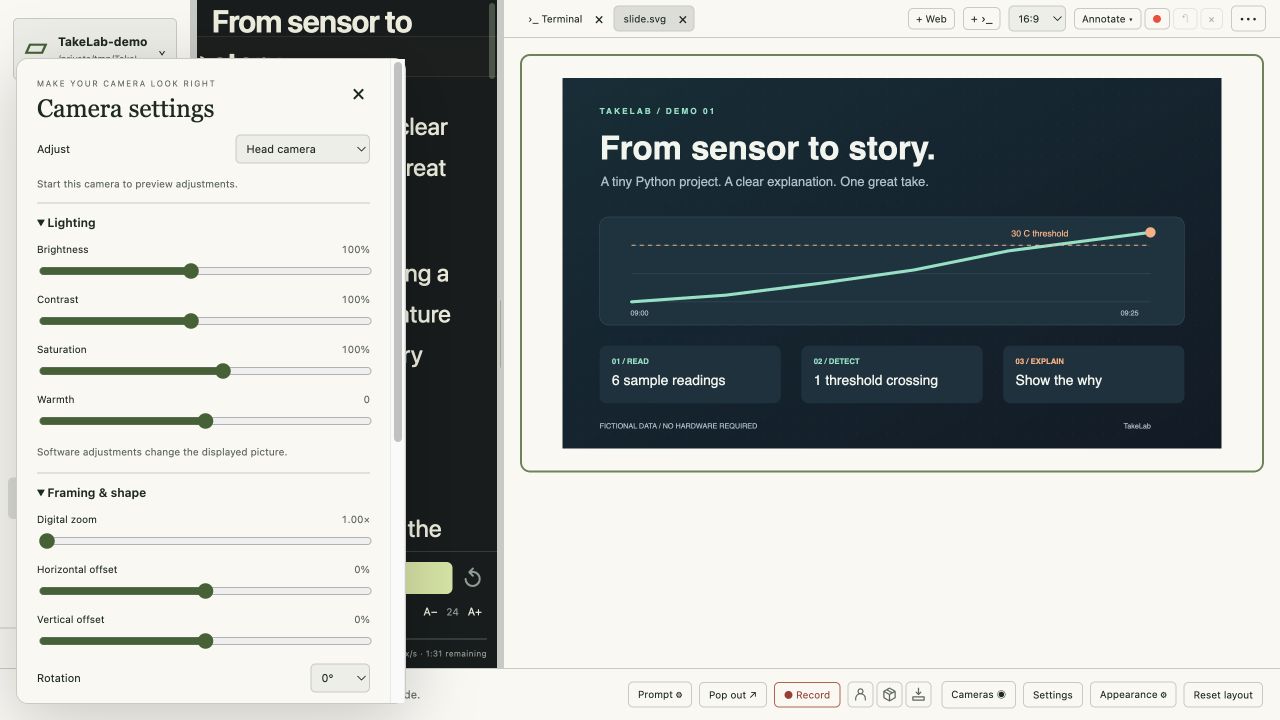 TakeLab-demo
MAKE YOUR CAMERA LOOK RIGHT
Camera settings
Adjust
Head camera
Start this camera to preview adjustments.
Lighting
Brightness 100%
Contrast 100%
Saturation 100%
Warmth 0
Software adjustments change the displayed picture.
Framing & shape
Digital zoom 1.00×
Horizontal offset 0%
Vertical offset 0%
Rotation 0°
From sensor to
clear
reat
ng a
ature
ry
the
A− 24 A+
x/s · 1:31 remaining
de.
›_ Terminal ×
slide.svg ×
+ Web
+ ›_
16:9
Annotate
TAKELAB / DEMO 01
From sensor to story.
A tiny Python project. A clear explanation. One great take.
30 C threshold
09:00 09:25
01 / READ
6 sample readings
02 / DETECT
1 threshold crossing
03 / EXPLAIN
Show the why
FICTIONAL DATA / NO HARDWARE REQUIRED
TakeLab
Prompt ⚙
Pop out ↗
Record
Cameras ◉
Settings
Appearance ⚙
Reset layout